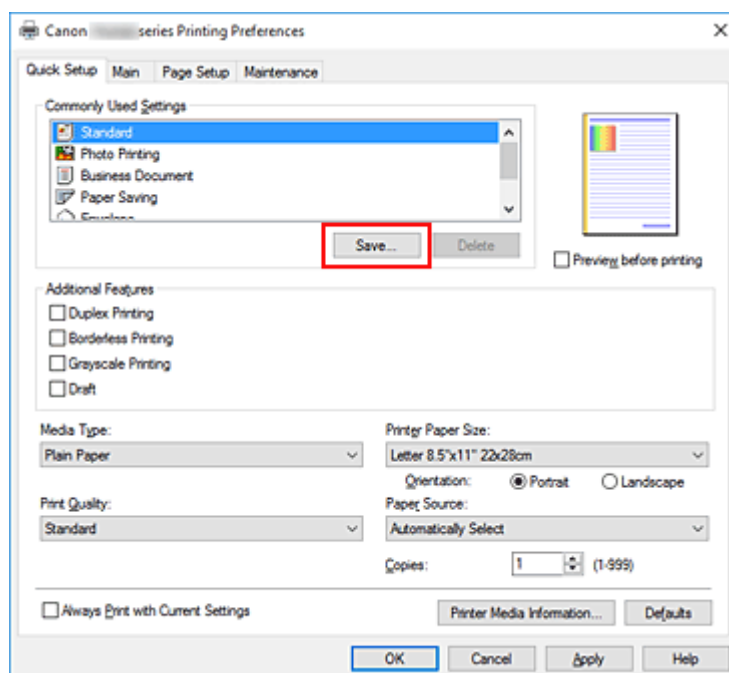 Canon series Printing Preferences
Quick Setup Main Page Setup Maintenance
Commonly Used Settings
Standard
Photo Printing
Business Document
Paper Saving
Envelope
Save... Delete
Preview before printing
Additional Features
Duplex Printing
Borderless Printing
Grayscale Printing
Draft
Media Type:
Plain Paper
Printer Paper Size:
Letter 8.5"x11" 22x28cm
Orientation: Portrait Landscape
Print Quality:
Standard
Paper Source:
Automatically Select
Copies: 1 (1-999)
Always Print with Current Settings
Printer Media Information... Defaults
OK Cancel Apply Help